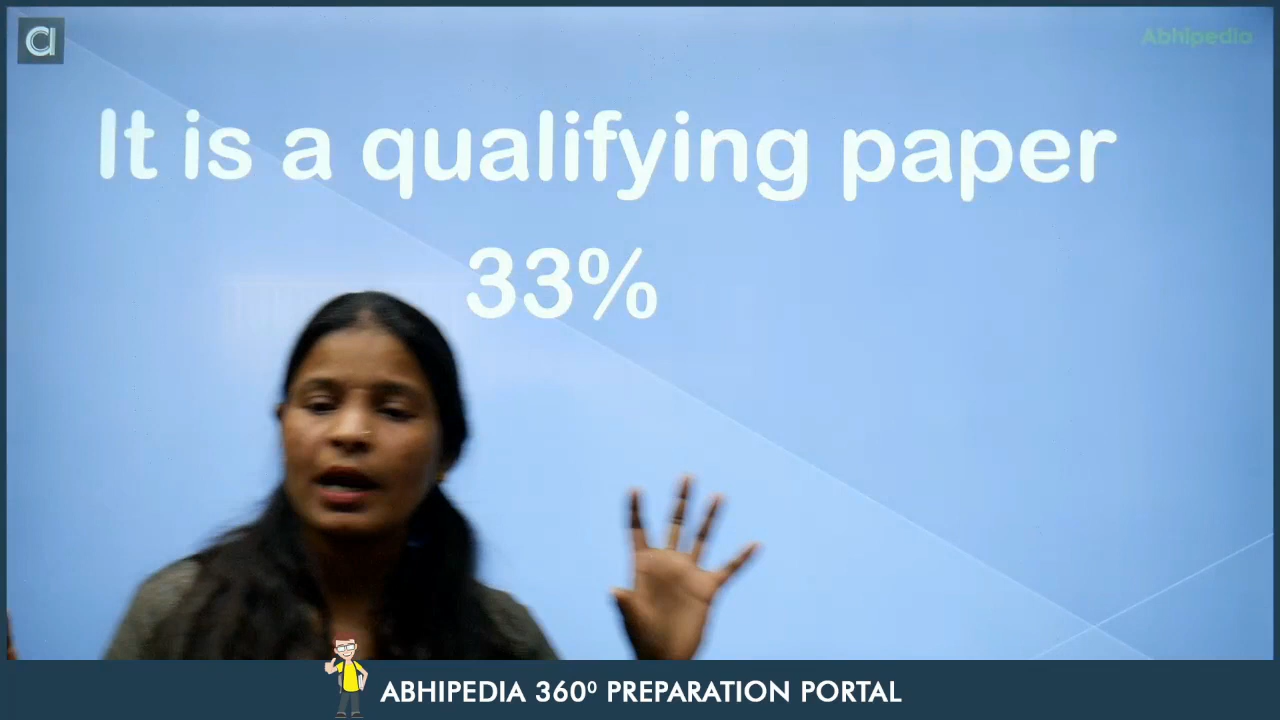 Abhipedia
It is a qualifying paper
33%
ABHIPEDIA 360⁰ PREPARATION PORTAL